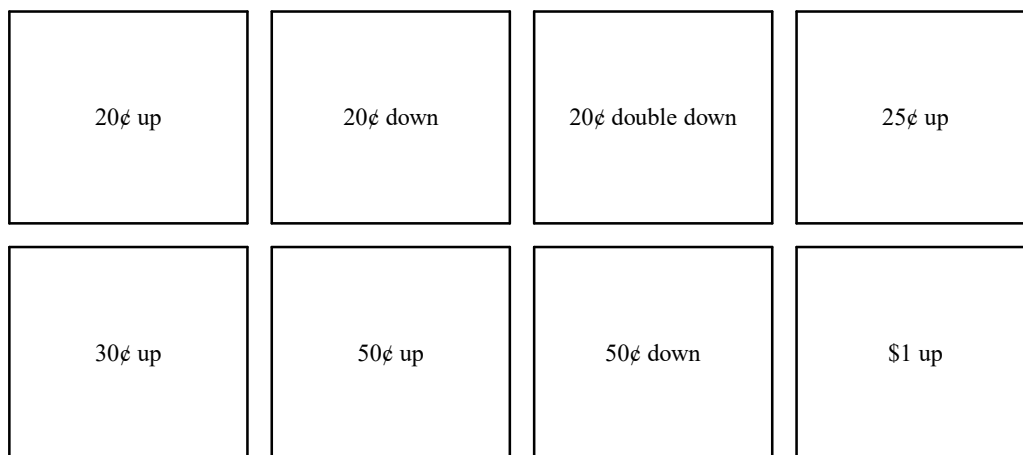 20¢ up
20¢ down
20¢ double down
25¢ up
30¢ up
50¢ up
50¢ down
$1 up